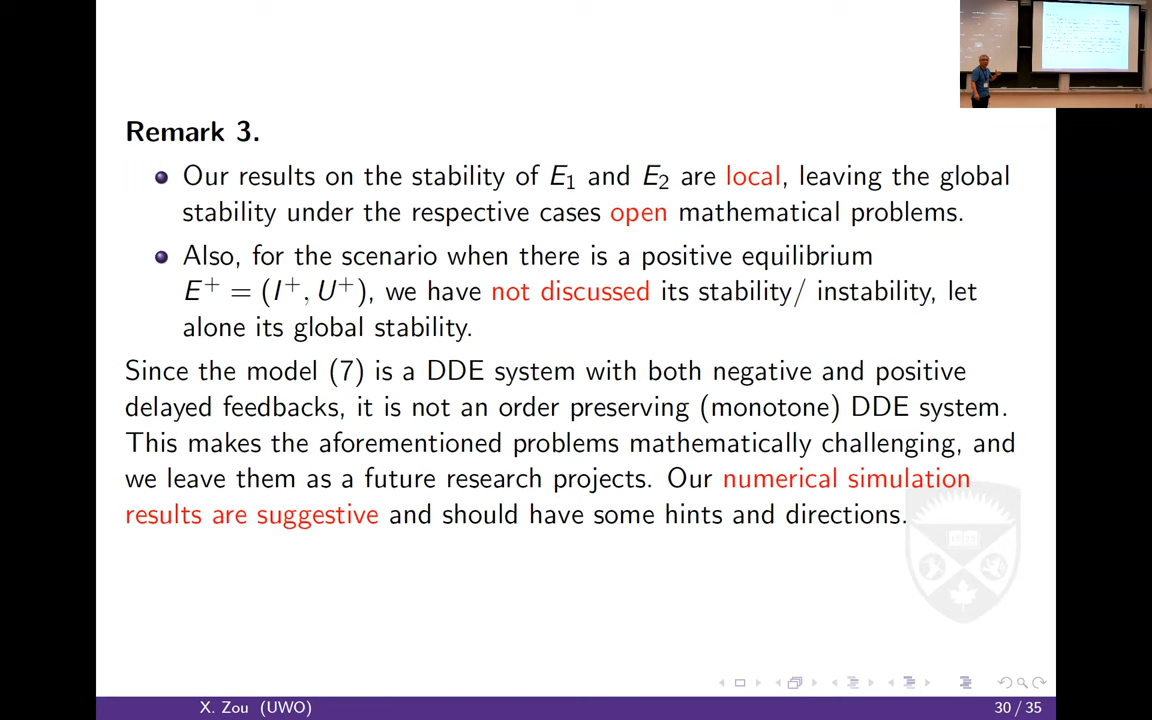 Remark 3.
Our results on the stability of E₁ and E₂ are local, leaving the global
stability under the respective cases open mathematical problems.
Also, for the scenario when there is a positive equilibrium
E⁺ = (I⁺, U⁺), we have not discussed its stability/ instability, let
alone its global stability.
Since the model (7) is a DDE system with both negative and positive
delayed feedbacks, it is not an order preserving (monotone) DDE system.
This makes the aforementioned problems mathematically challenging, and
we leave them as a future research projects. Our numerical simulation
results are suggestive and should have some hints and directions.
X. Zou (UWO)
30 / 35